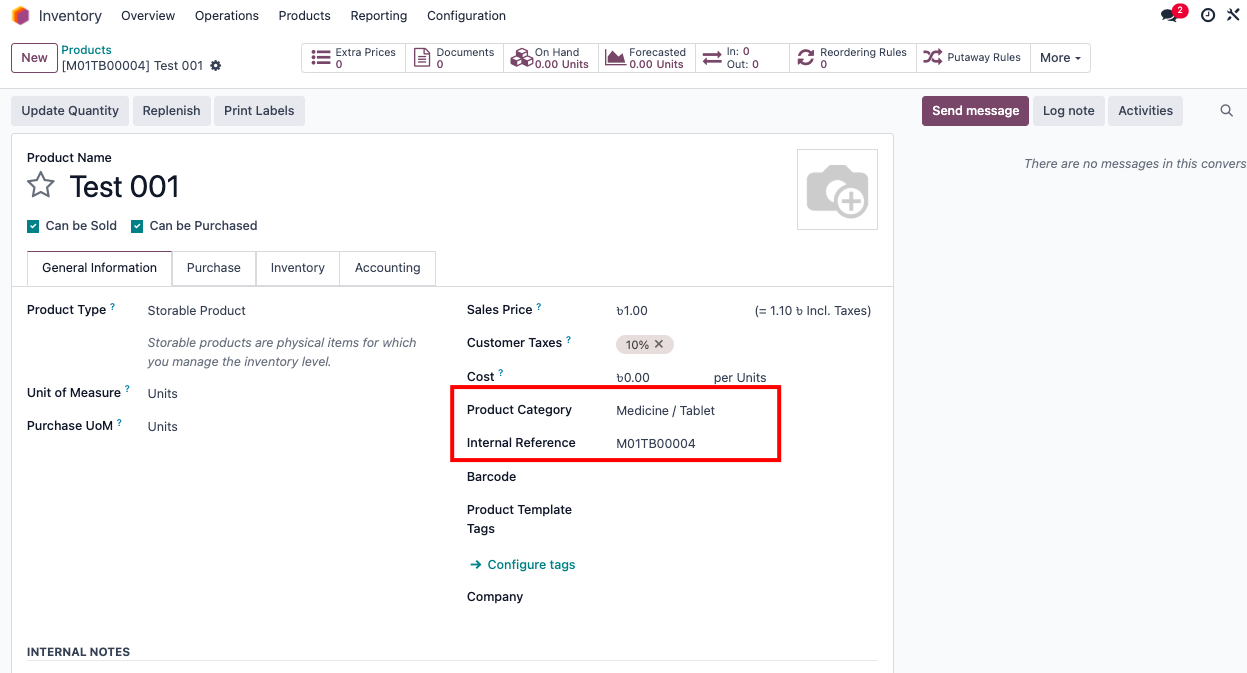 Inventory Overview Operations Products Reporting Configuration 2
New Products
[M01TB00004] Test 001
Extra Prices
0
Documents
0
On Hand
0.00 Units
Forecasted
0.00 Units
In: 0
Out: 0
Reordering Rules
0
Putaway Rules
More
Update Quantity Replenish Print Labels
Send message Log note Activities
There are no messages in this convers
Product Name
Test 001
Can be Sold Can be Purchased
General Information Purchase Inventory Accounting
Product Type ? Storable Product
Storable products are physical items for which
you manage the inventory level.
Unit of Measure ? Units
Purchase UoM ? Units
Sales Price ? ৳1.00 (= 1.10 ৳ Incl. Taxes)
Customer Taxes ? 10% ✕
Cost ? ৳0.00 per Units
Product Category Medicine / Tablet
Internal Reference M01TB00004
Barcode
Product Template
Tags
→ Configure tags
Company
INTERNAL NOTES